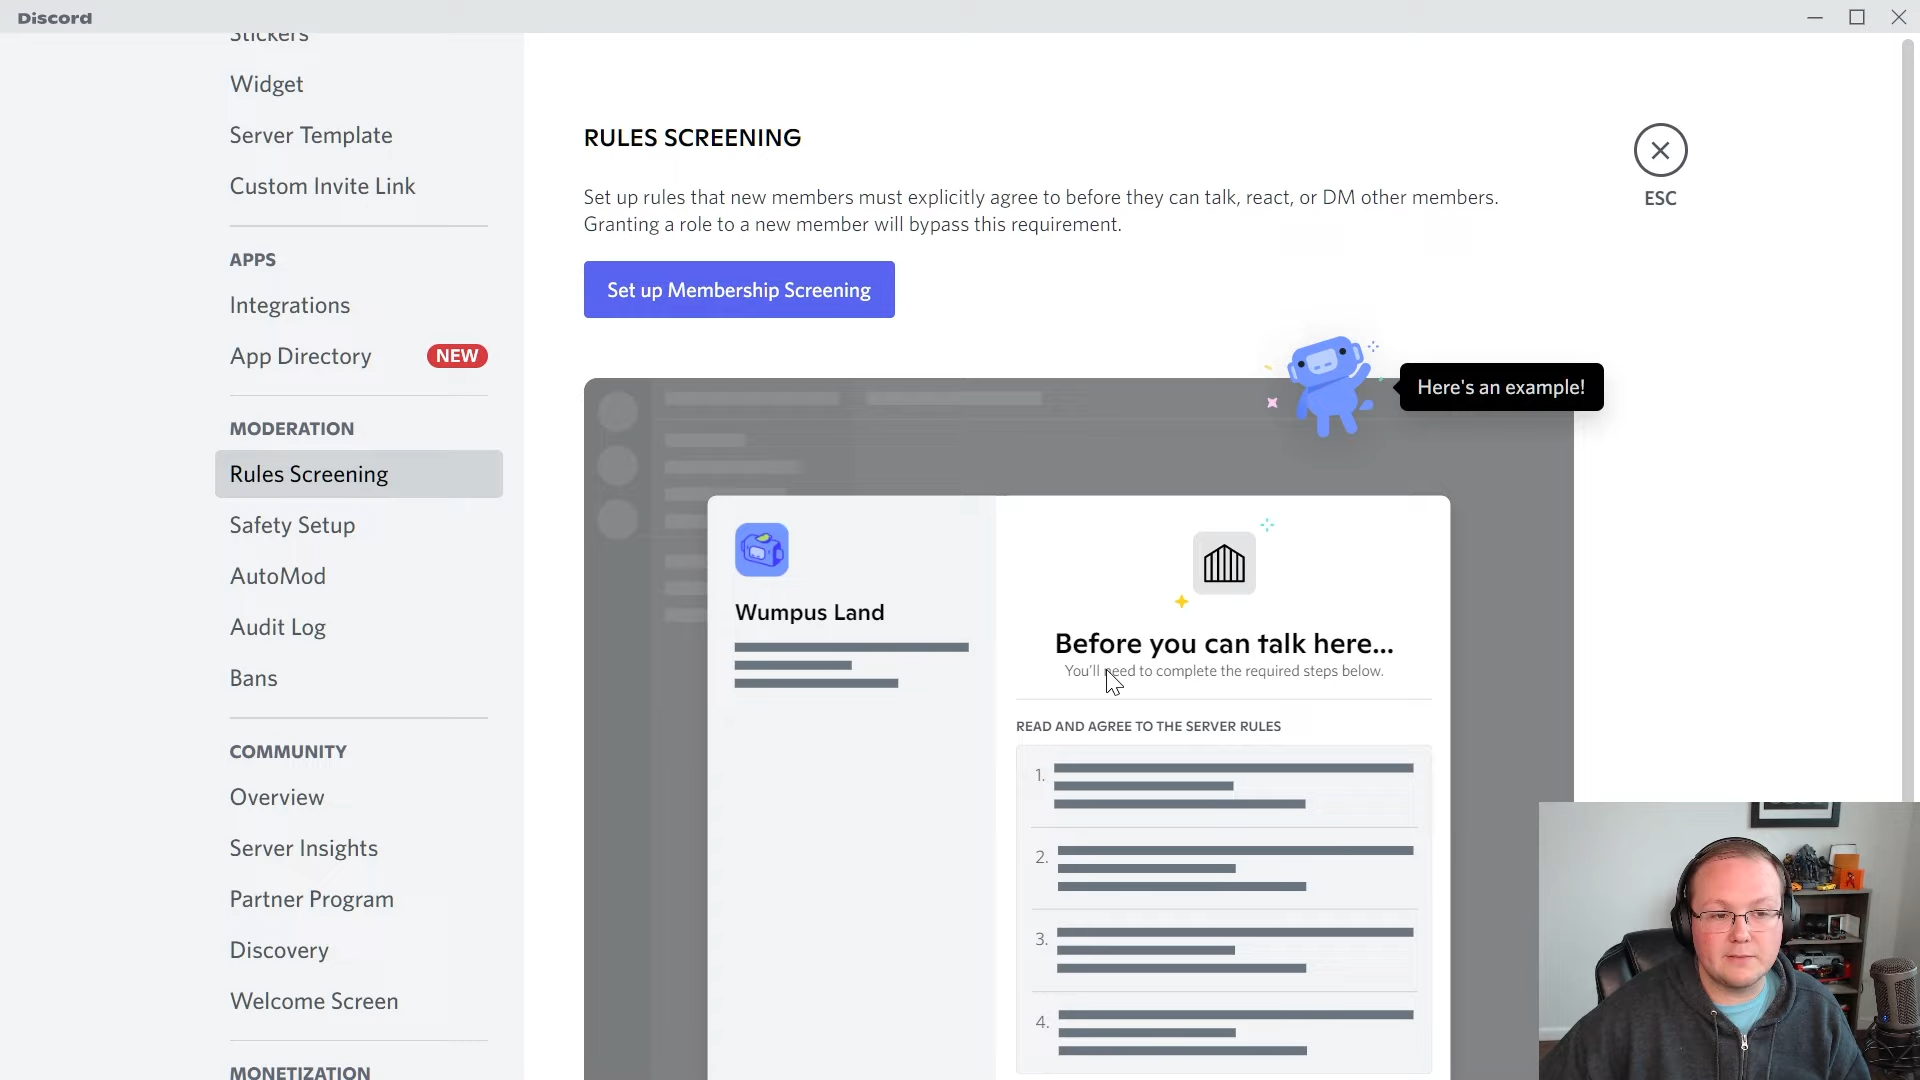 Discord
Stickers
Widget
Server Template
Custom Invite Link
APPS
Integrations
App Directory
NEW
MODERATION
Rules Screening
Safety Setup
AutoMod
Audit Log
Bans
COMMUNITY
Overview
Server Insights
Partner Program
Discovery
Welcome Screen
MONETIZATION
RULES SCREENING
Set up rules that new members must explicitly agree to before they can talk, react, or DM other members.
Granting a role to a new member will bypass this requirement.
Set up Membership Screening
ESC
Here's an example!
Wumpus Land
Before you can talk here...
You'll need to complete the required steps below.
READ AND AGREE TO THE SERVER RULES
1.
2.
3.
4.